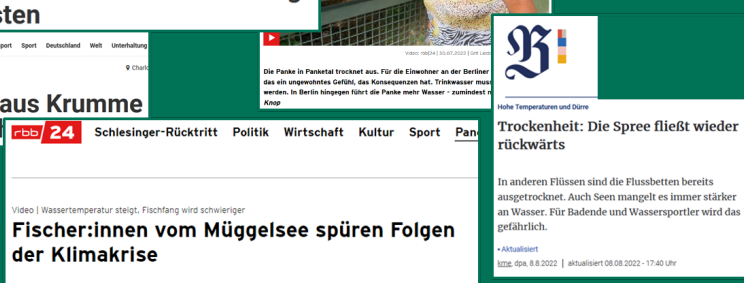 sten
port Sport Deutschland Welt Unterhaltung
aus Krumme
Video: rbb|24 | 30.07.2022 |
Die Panke in Panketal trocknet aus. Für die Einwohner an der Berliner
das ein ungewohntes Gefühl, das Konsequenzen hat. Trinkwasser muss
werden. In Berlin hingegen führt die Panke mehr Wasser - zumindest
Knop
rbb 24 Schlesinger-Rücktritt Politik Wirtschaft Kultur Sport Pan
Video | Wassertemperatur steigt, Fischfang wird schwieriger
Fischer:innen vom Müggelsee spüren Folgen
der Klimakrise
B
Hohe Temperaturen und Dürre
Trockenheit: Die Spree fließt wieder
rückwärts
In anderen Flüssen sind die Flussbetten bereits
ausgetrocknet. Auch Seen mangelt es immer stärker
an Wasser. Für Badende und Wassersportler wird das
gefährlich.
Aktualisiert
kme, dpa, 8.8.2022 | aktualisiert 08.08.2022 - 17:40 Uhr